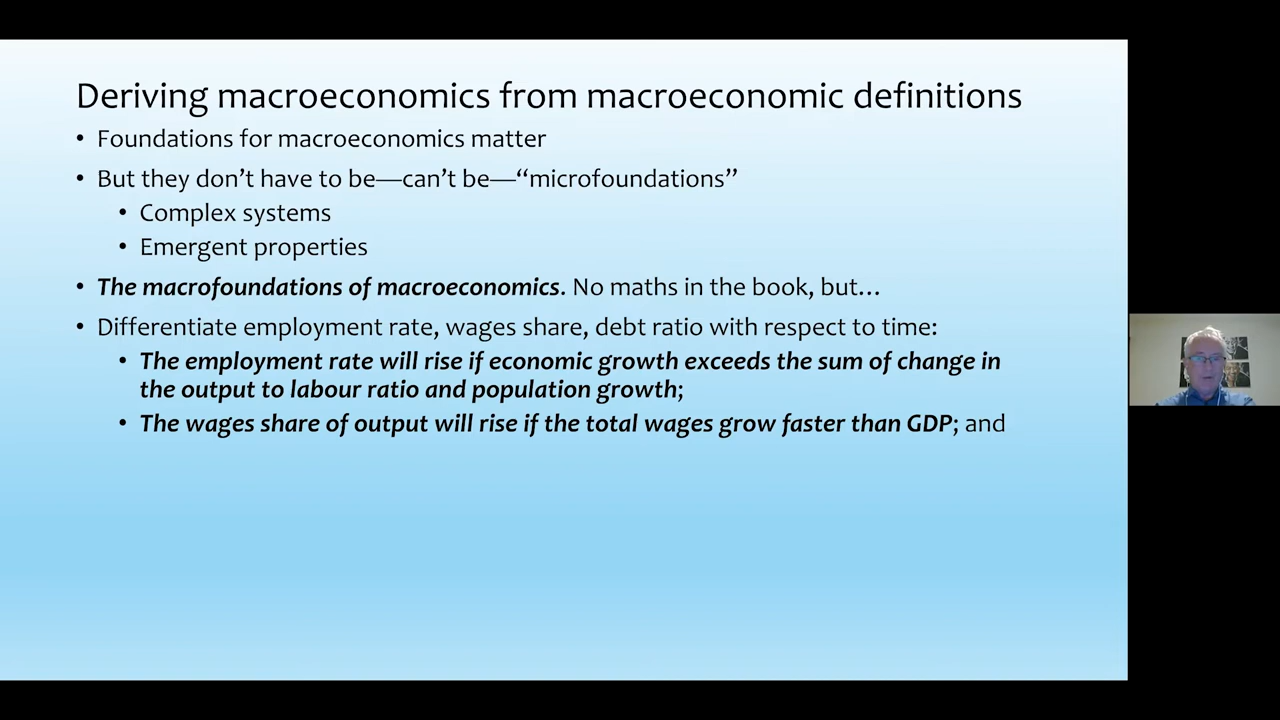 Deriving macroeconomics from macroeconomic definitions
• Foundations for macroeconomics matter
• But they don’t have to be—can’t be—“microfoundations”
• Complex systems
• Emergent properties
• The macrofoundations of macroeconomics. No maths in the book, but…
• Differentiate employment rate, wages share, debt ratio with respect to time:
• The employment rate will rise if economic growth exceeds the sum of change in
the output to labour ratio and population growth;
• The wages share of output will rise if the total wages grow faster than GDP; and